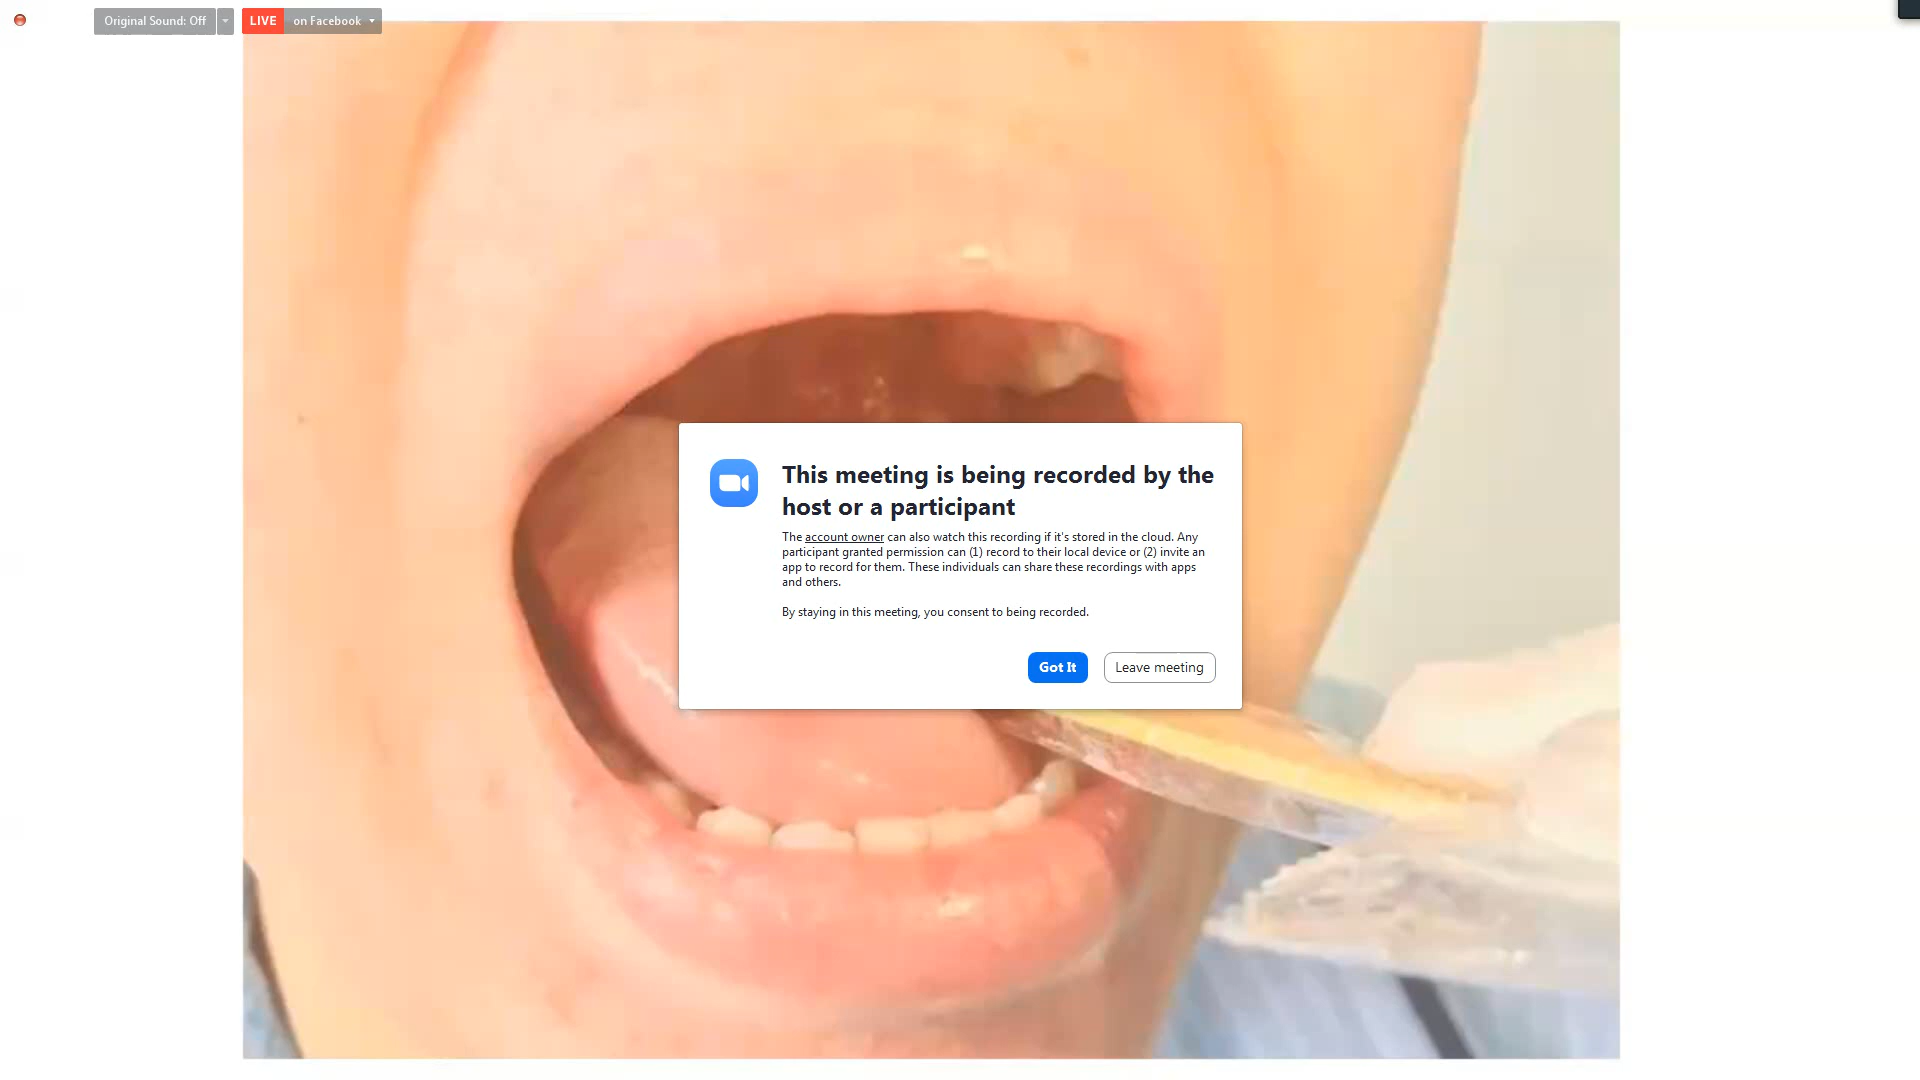 Original Sound: Off
LIVE on Facebook
This meeting is being recorded by the
host or a participant
The account owner can also watch this recording if it's stored in the cloud. Any
participant granted permission can (1) record to their local device or (2) invite an
app to record for them. These individuals can share these recordings with apps
and others.
By staying in this meeting, you consent to being recorded.
Got It
Leave meeting